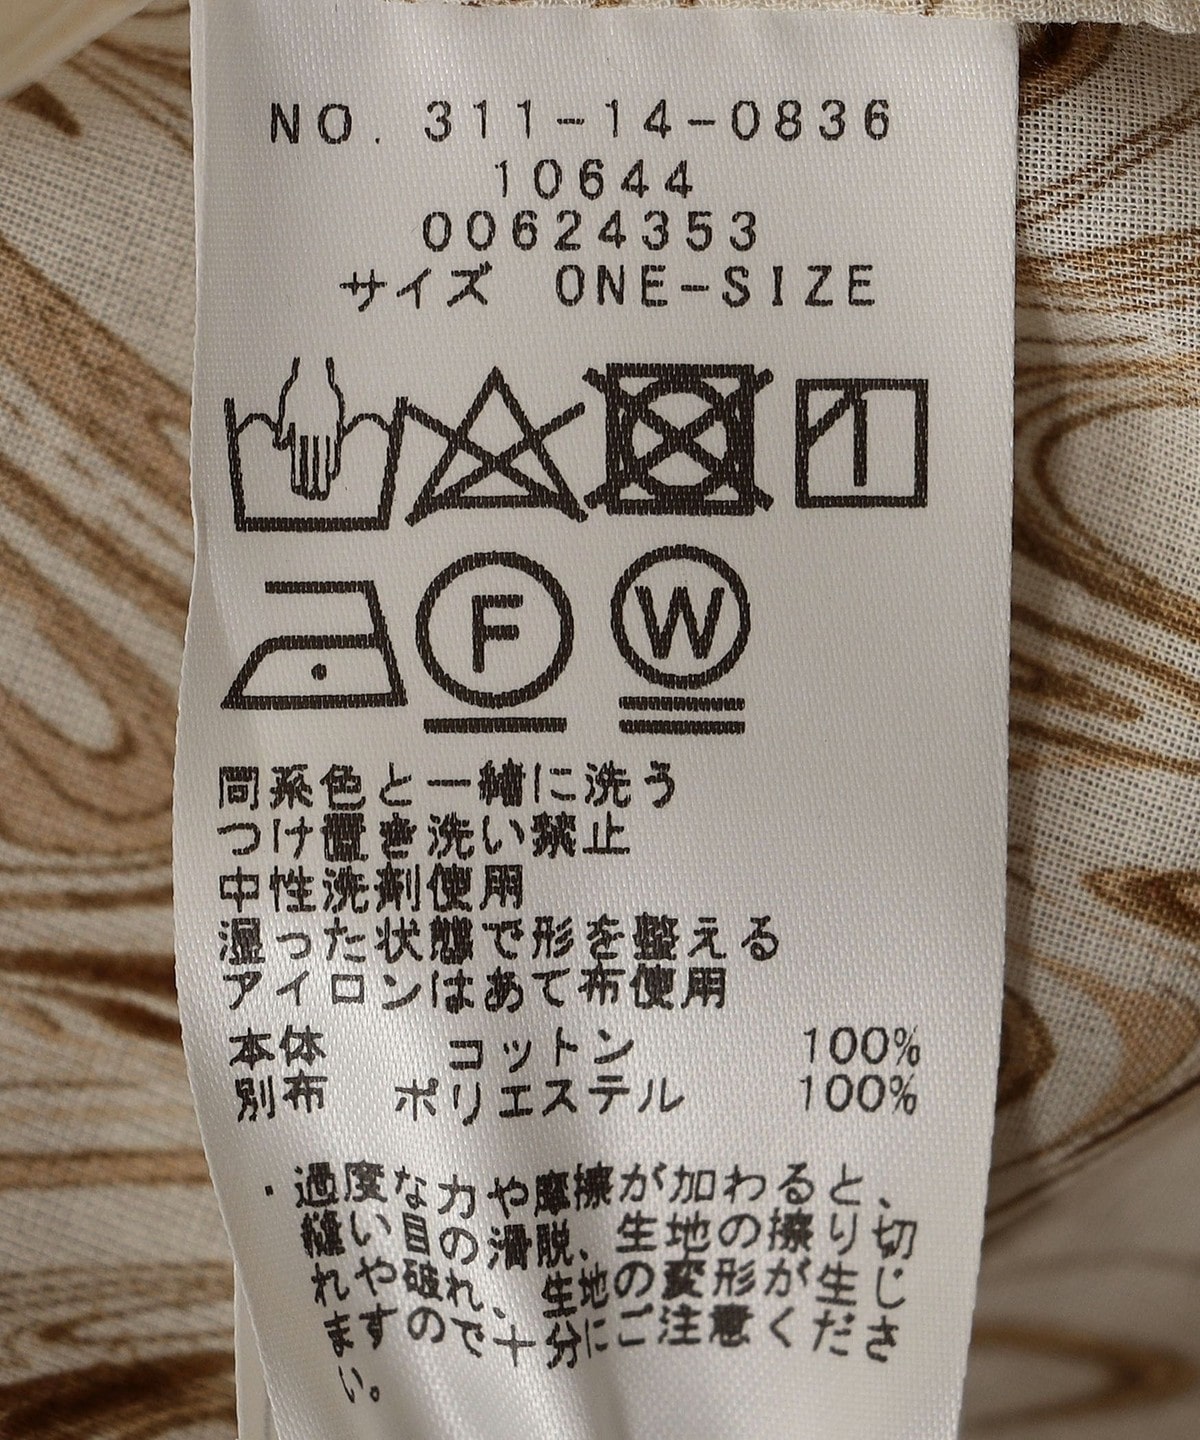 NO. 311-14-0836
10644
00624353
サイズ ONE-SIZE
F W
同系色と一緒に洗う
つけ置き洗い禁止
中性洗剤使用
湿った状態で形を整える
アイロンはあて布使用
本体 コットン 100%
別布 ポリエステル 100%
・過度な力や摩擦が加わると、
縫い目の滑脱、生地の擦り切
れや破れ、生地の変形が生じ
ますので十分にご注意くださ
い。